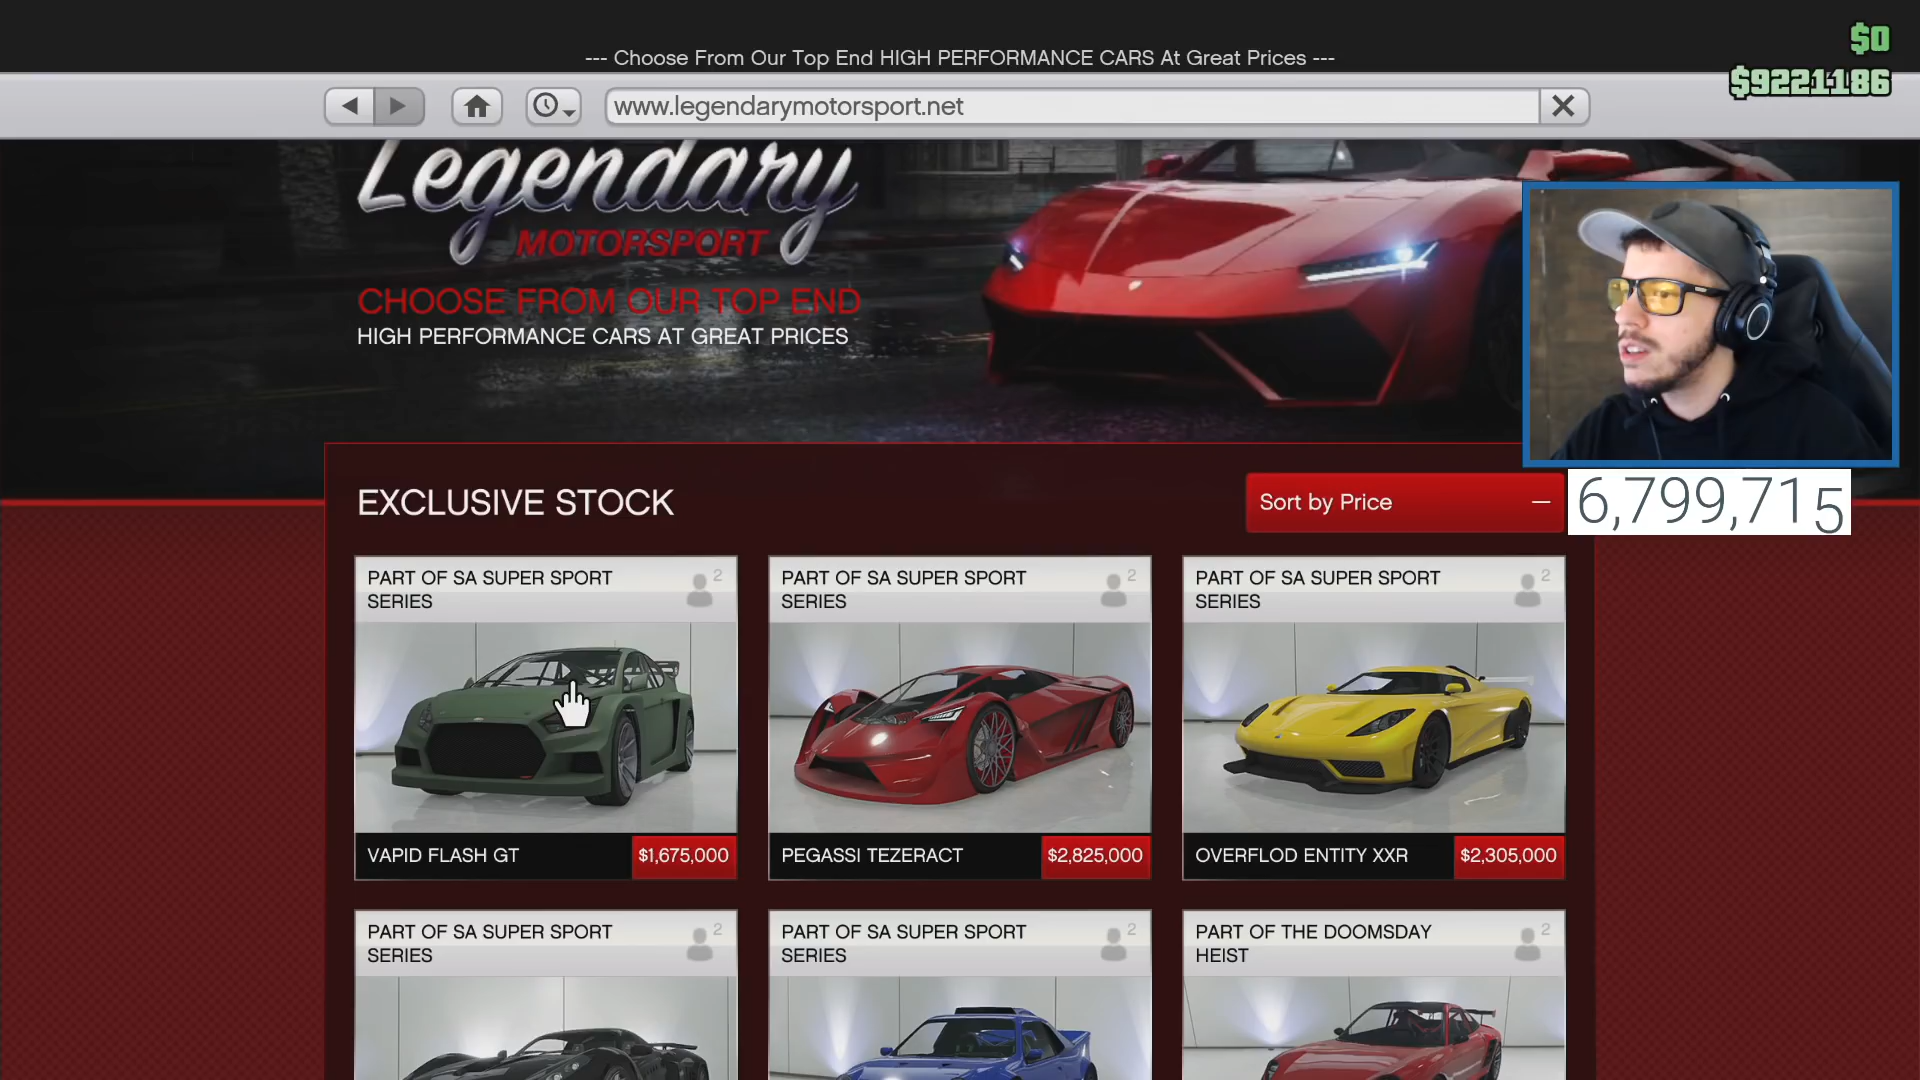 $0
--- Choose From Our Top End HIGH PERFORMANCE CARS At Great Prices ---
$9221186
www.legendarymotorsport.net
Legendary
MOTORSPORT
CHOOSE FROM OUR TOP END
HIGH PERFORMANCE CARS AT GREAT PRICES
EXCLUSIVE STOCK
Sort by Price
6,799,715
PART OF SA SUPER SPORT
SERIES
2
PART OF SA SUPER SPORT
SERIES
2
PART OF SA SUPER SPORT
SERIES
2
VAPID FLASH GT
$1,675,000
PEGASSI TEZERACT
$2,825,000
OVERFLOD ENTITY XXR
$2,305,000
PART OF SA SUPER SPORT
SERIES
2
PART OF SA SUPER SPORT
SERIES
2
PART OF THE DOOMSDAY
HEIST
2